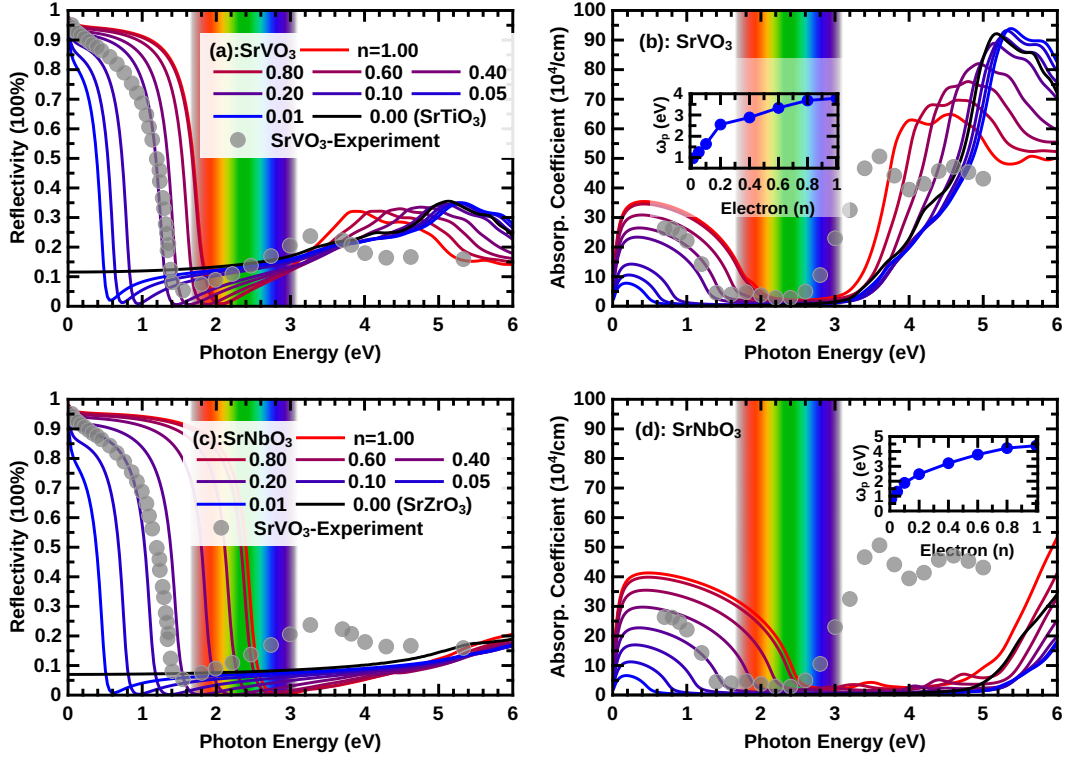 (a):SrVO₃ n=1.00
0.80 0.60 0.40
0.20 0.10 0.05
0.01 0.00 (SrTiO₃)
SrVO₃-Experiment
Reflectivity (100%)
1
0.9
0.8
0.7
0.6
0.5
0.4
0.3
0.2
0.1
0
0 1 2 3 4 5 6
Photon Energy (eV)
(b): SrVO₃
Absorp. Coefficient (10⁴/cm)
100
90
80
70
60
50
40
30
20
10
0
0 1 2 3 4 5 6
Photon Energy (eV)
ωₚ (eV)
4
3
2
1
0 0.2 0.4 0.6 0.8 1
Electron (n)
(c):SrNbO₃ n=1.00
0.80 0.60 0.40
0.20 0.10 0.05
0.01 0.00 (SrZrO₃)
SrVO₃-Experiment
Reflectivity (100%)
1
0.9
0.8
0.7
0.6
0.5
0.4
0.3
0.2
0.1
0
0 1 2 3 4 5 6
Photon Energy (eV)
(d): SrNbO₃
Absorp. Coefficient (10⁴/cm)
100
90
80
70
60
50
40
30
20
10
0
0 1 2 3 4 5 6
Photon Energy (eV)
ωₚ (eV)
5
4
3
2
1
0
0 0.2 0.4 0.6 0.8 1
Electron (n)